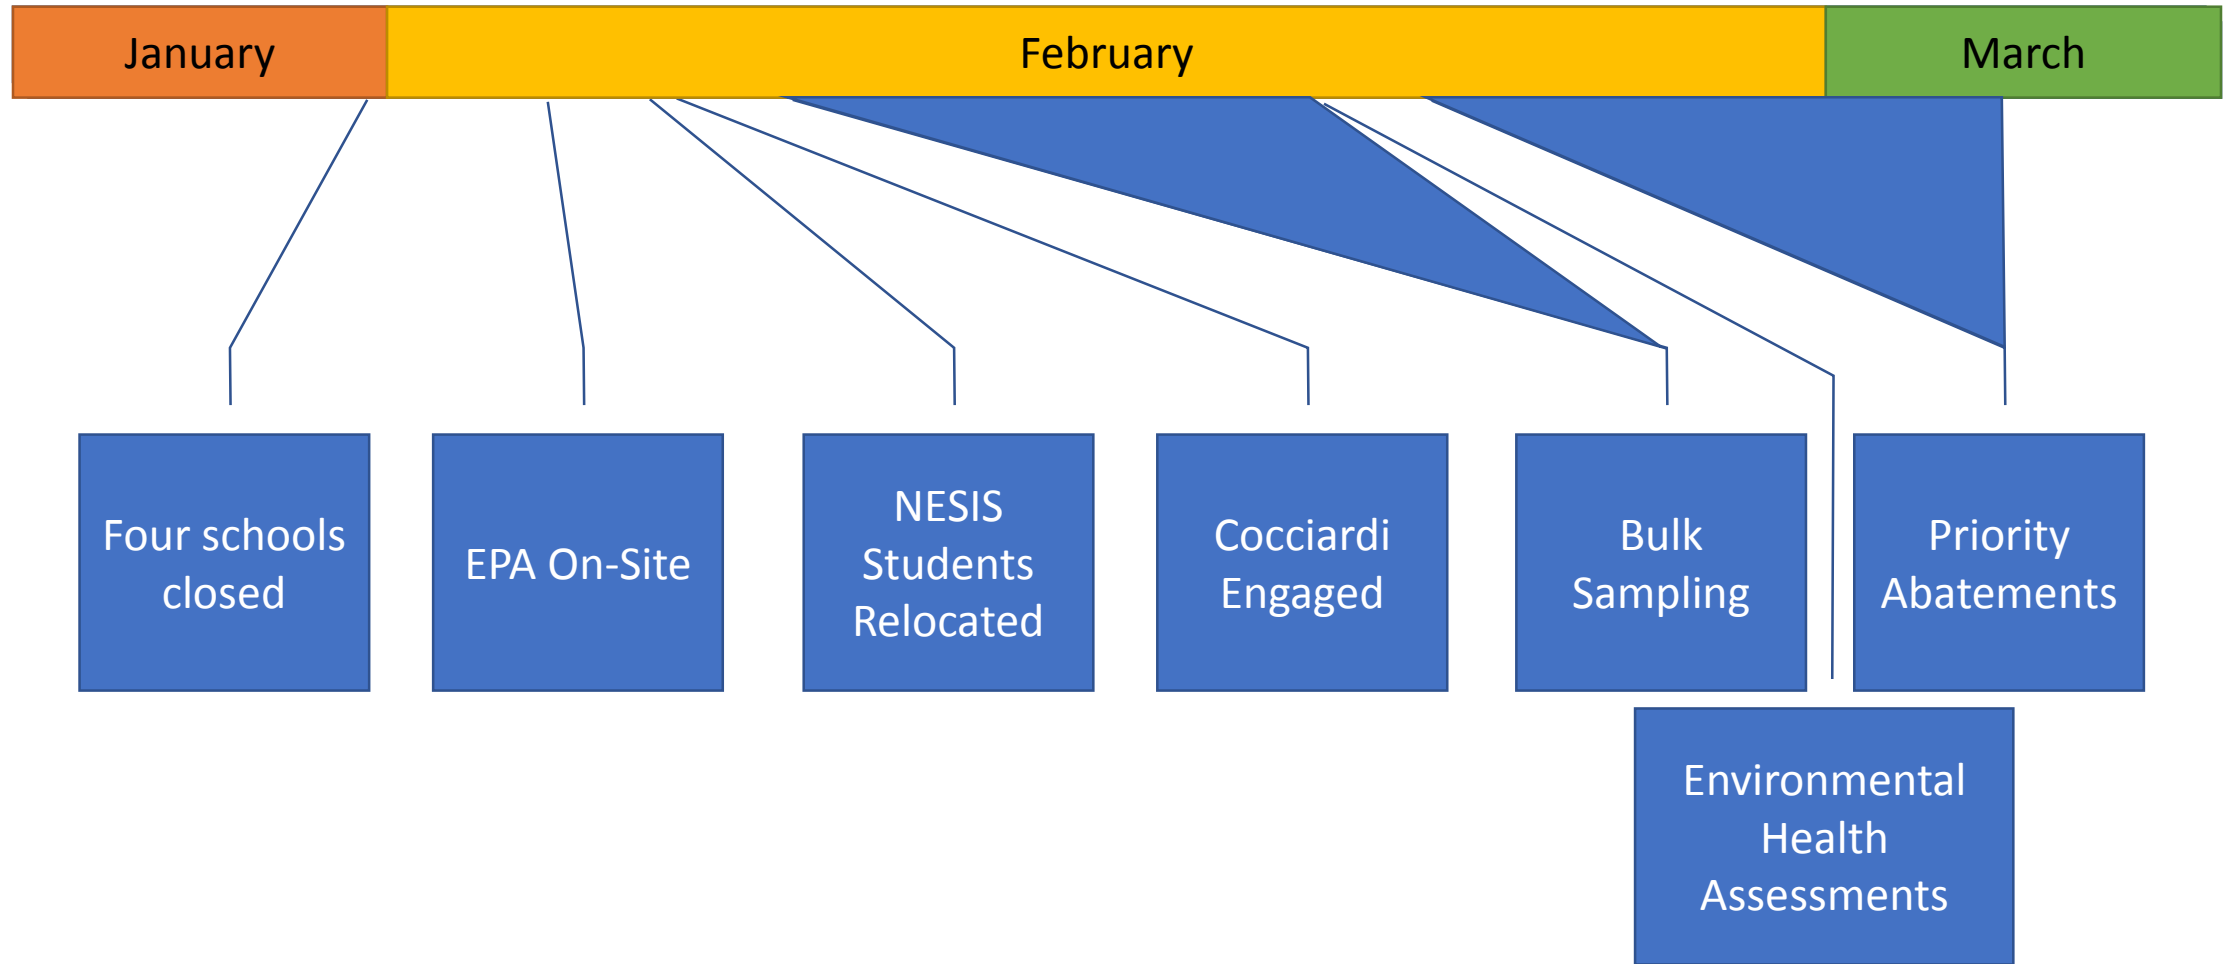 January
February
March
Four schools
closed
EPA On-Site
NESIS
Students
Relocated
Cocciardi
Engaged
Bulk
Sampling
Priority
Abatements
Environmental
Health
Assessments